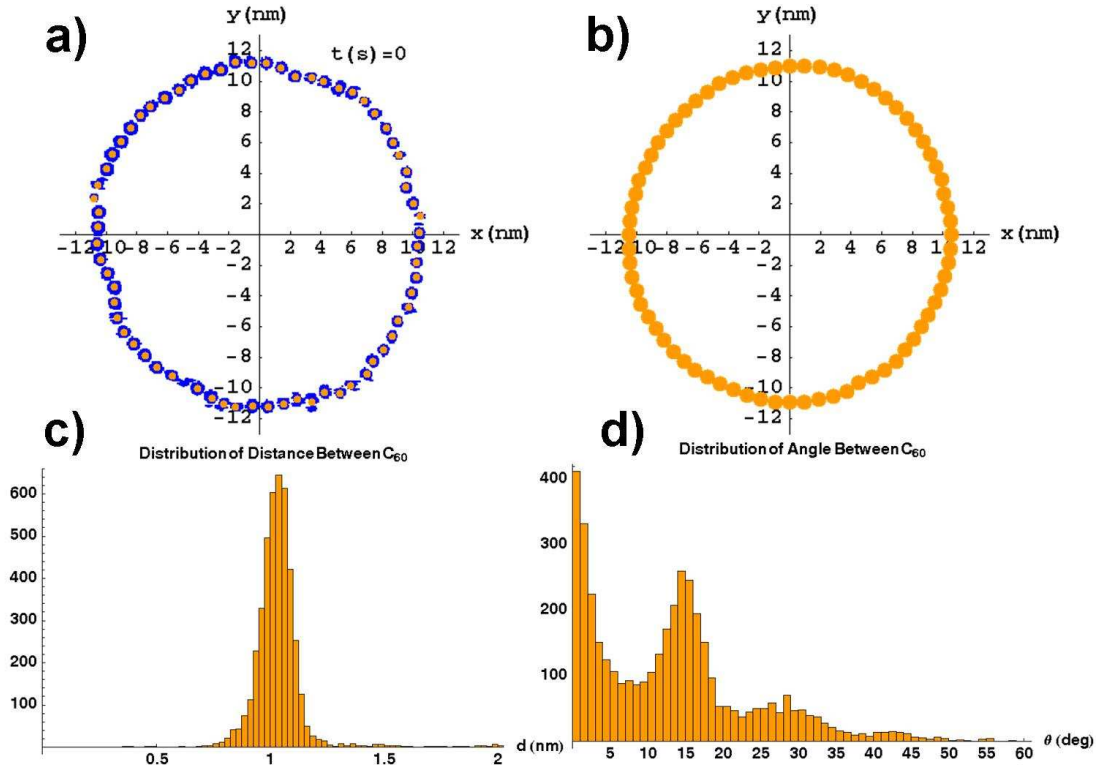 a)
y (nm)
t(s)=0
12
10
8
6
4
2
-12 -10 -8 -6 -4 -2 2 4 6 8 10 12
x (nm)
-2
-4
-6
-8
-10
-12
b)
y (nm)
12
10
8
6
4
2
-12 -10 -8 -6 -4 -2 2 4 6 8 10 12
x (nm)
-2
-4
-6
-8
-10
-12
c)
Distribution of Distance Between C₆₀
600
500
400
300
200
100
0.5 1 1.5 2
d (nm)
d)
Distribution of Angle Between C₆₀
400
300
200
100
5 10 15 20 25 30 35 40 45 50 55 60
θ (deg)